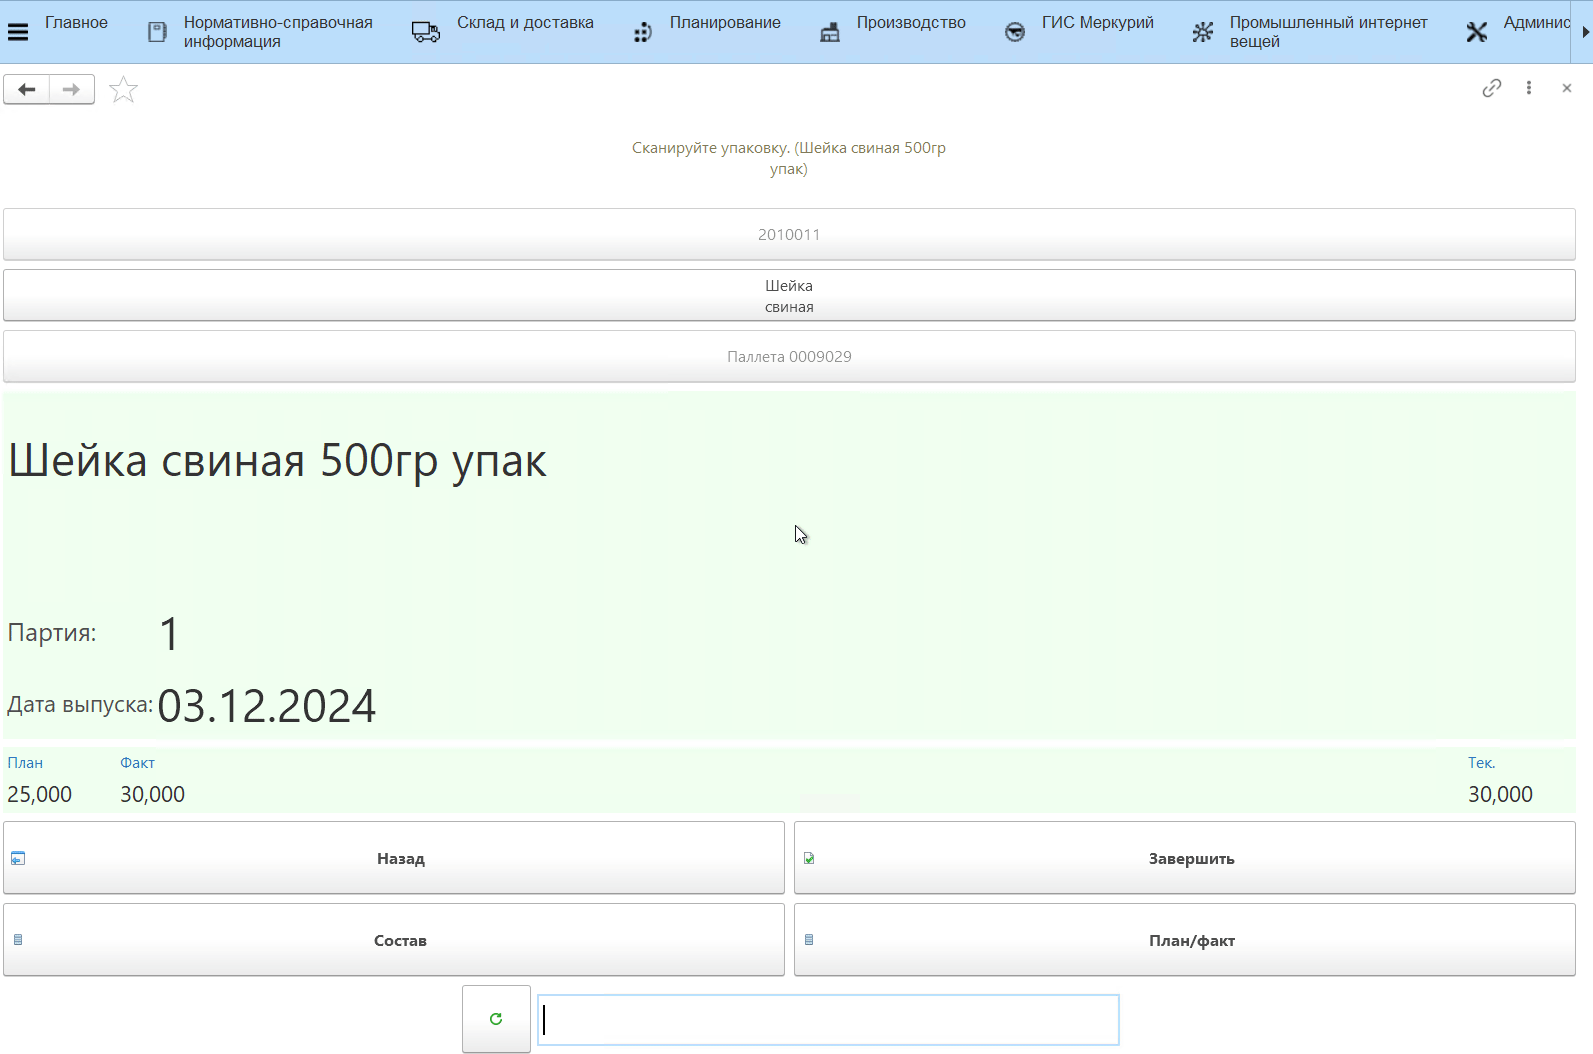 Главное
Нормативно-справочная
информация
Склад и доставка
Планирование
Производство
ГИС Меркурий
Промышленный интернет
вещей
Админис
Сканируйте упаковку. (Шейка свиная 500гр
упак)
2010011
Шейка
свиная
Паллета 0009029
Шейка свиная 500гр упак
Партия: 1
Дата выпуска: 03.12.2024
План Факт Тек.
25,000 30,000 30,000
Назад Завершить
Состав План/факт